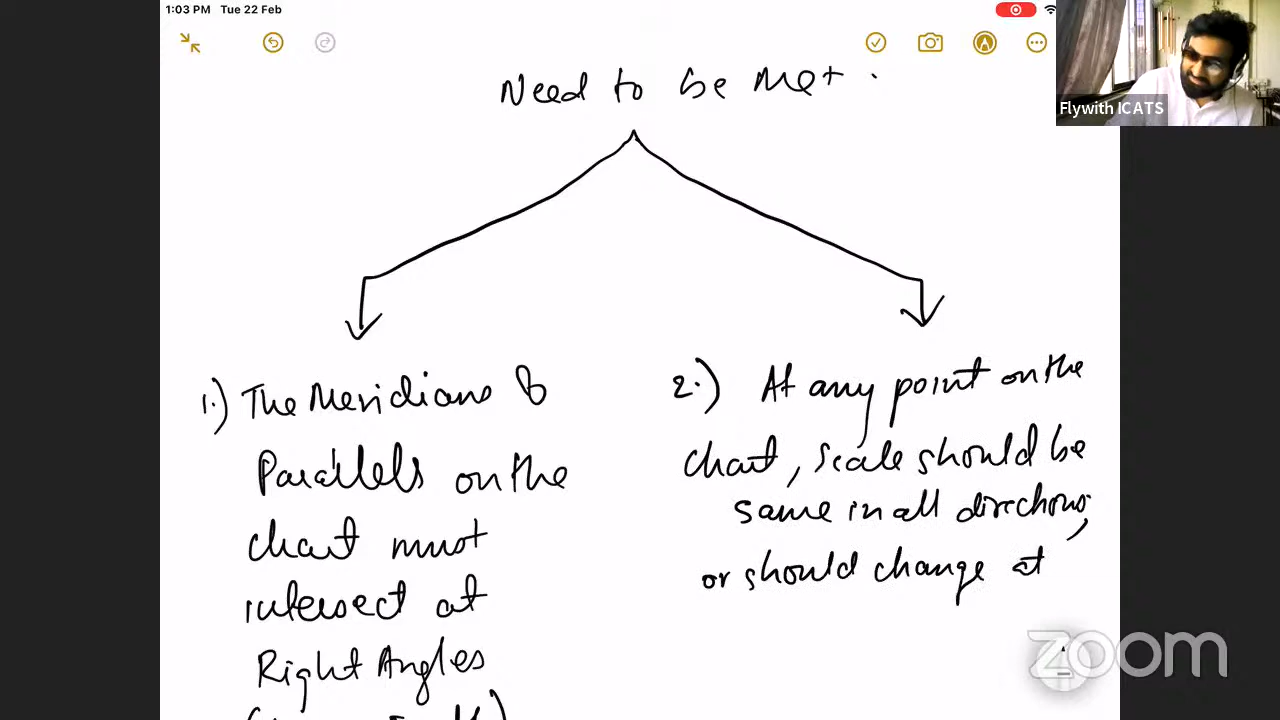 1:03 PM Tue 22 Feb
Flywith ICATS
Need to be Met.
1.) The Meridians &
Parallels on the
chart must
intersect at
Right Angles
2.) At any point on the
chart, scale should be
same in all directions,
or should change at
zoom